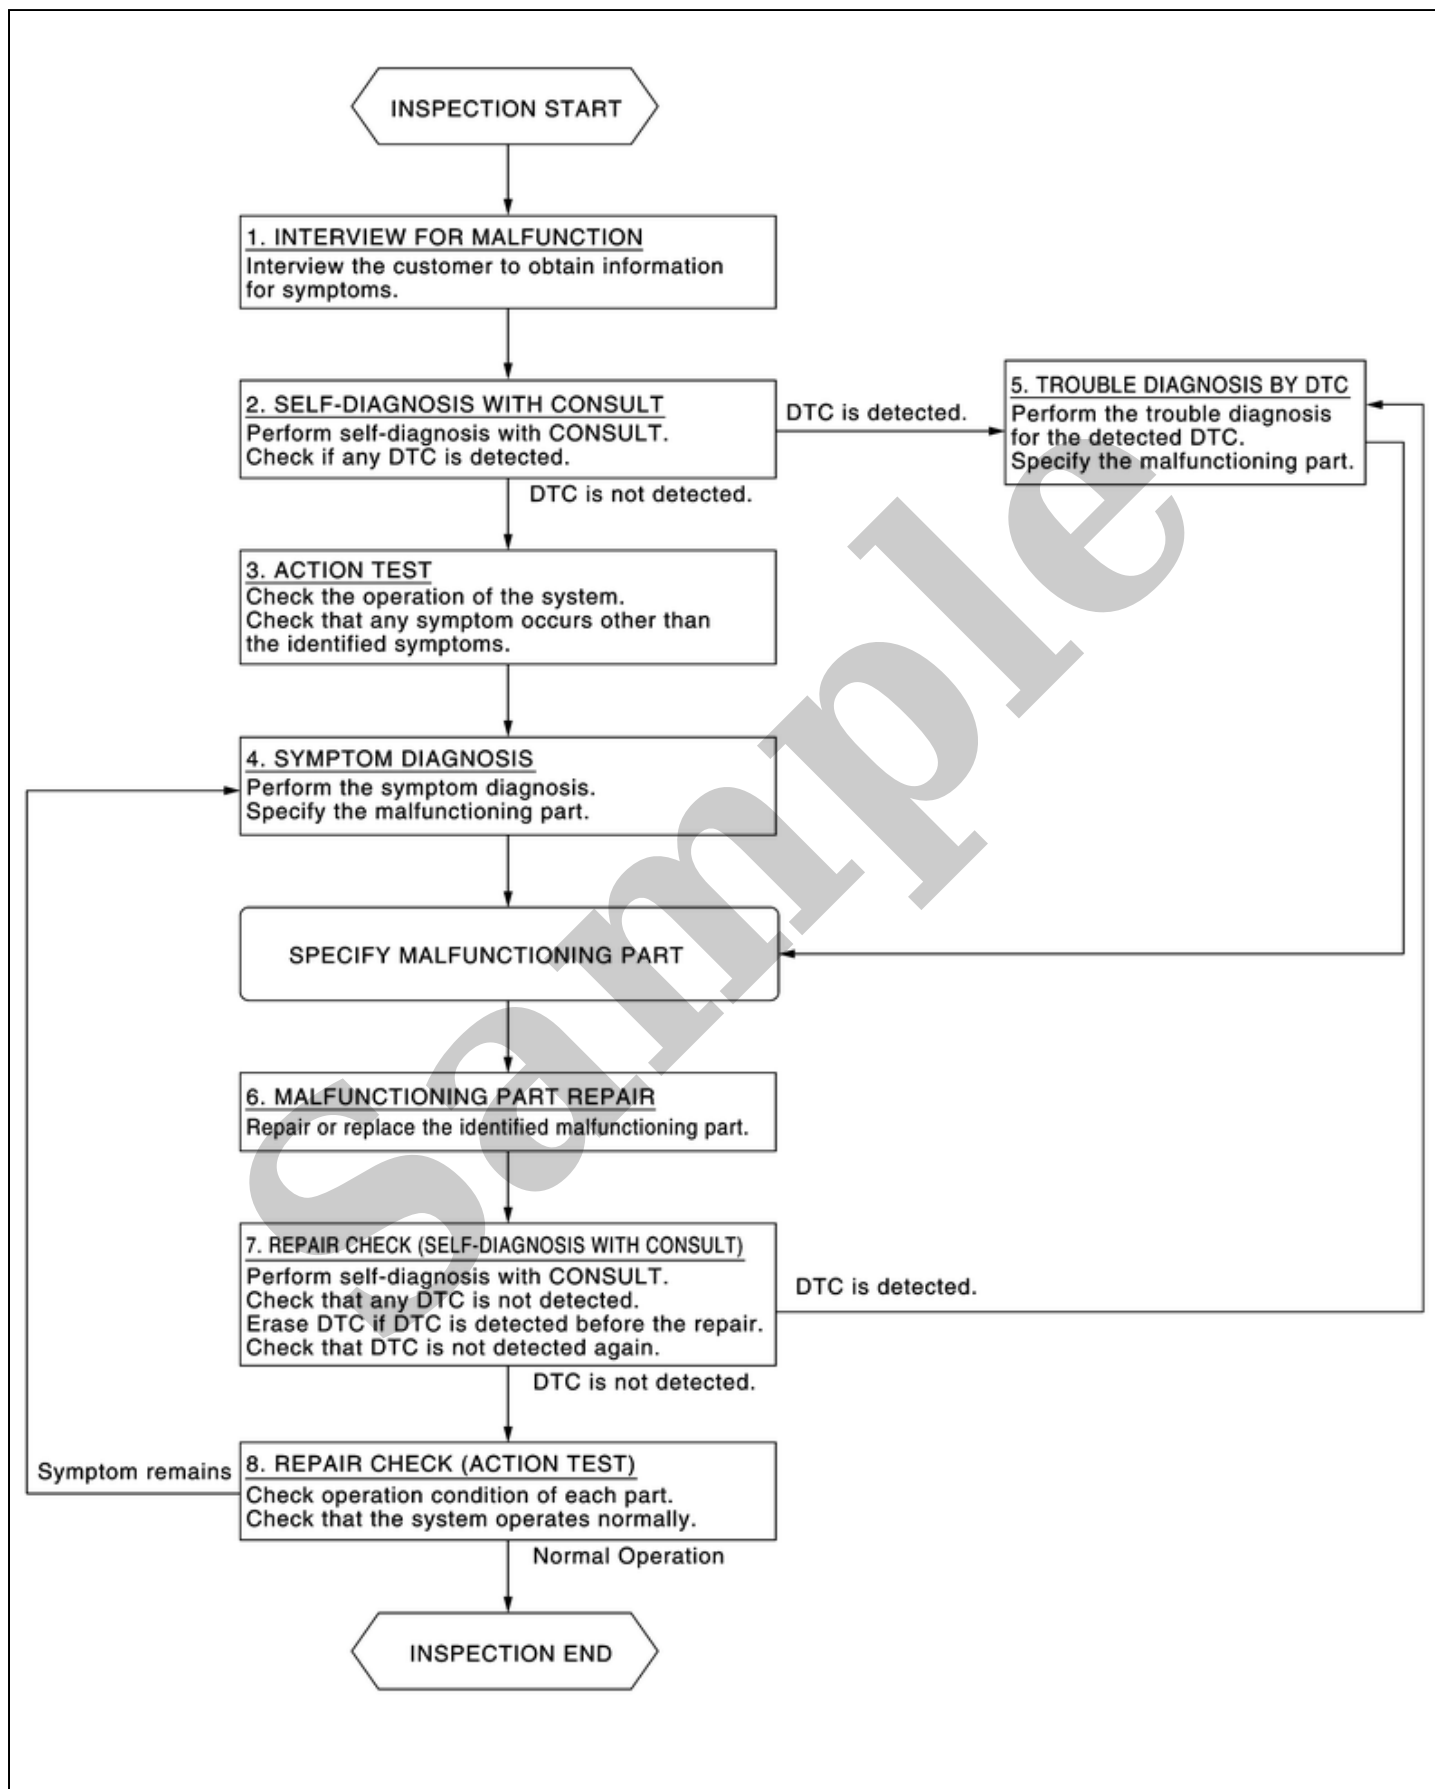 INSPECTION START
1. INTERVIEW FOR MALFUNCTION
Interview the customer to obtain information
for symptoms.
2. SELF-DIAGNOSIS WITH CONSULT
Perform self-diagnosis with CONSULT.
Check if any DTC is detected.
DTC is detected.
5. TROUBLE DIAGNOSIS BY DTC
Perform the trouble diagnosis
for the detected DTC.
Specify the malfunctioning part.
DTC is not detected.
3. ACTION TEST
Check the operation of the system.
Check that any symptom occurs other than
the identified symptoms.
4. SYMPTOM DIAGNOSIS
Perform the symptom diagnosis.
Specify the malfunctioning part.
SPECIFY MALFUNCTIONING PART
6. MALFUNCTIONING PART REPAIR
Repair or replace the identified malfunctioning part.
7. REPAIR CHECK (SELF-DIAGNOSIS WITH CONSULT)
Perform self-diagnosis with CONSULT.
Check that any DTC is not detected.
Erase DTC if DTC is detected before the repair.
Check that DTC is not detected again.
DTC is detected.
DTC is not detected.
Symptom remains
8. REPAIR CHECK (ACTION TEST)
Check operation condition of each part.
Check that the system operates normally.
Normal Operation
INSPECTION END
Sample